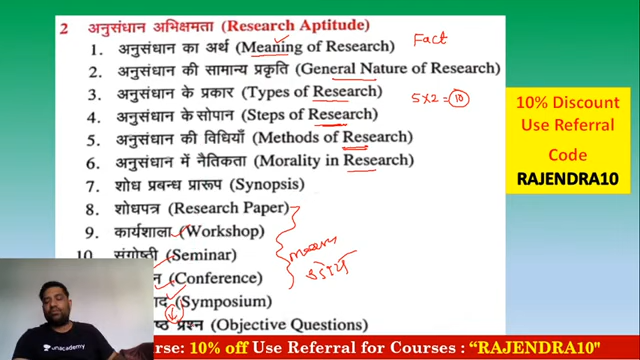 2 अनुसंधान अभिक्षमता (Research Aptitude)
1. अनुसंधान का अर्थ (Meaning of Research)
Fact
2. अनुसंधान की सामान्य प्रकृति (General Nature of Research)
3. अनुसंधान के प्रकार (Types of Research)
5 x 2 = 10
4. अनुसंधान के सोपान (Steps of Research)
5. अनुसंधान की विधियाँ (Methods of Research)
6. अनुसंधान में नैतिकता (Morality in Research)
7. शोध प्रबन्ध प्रारूप (Synopsis)
8. शोधपत्र (Research Paper)
9. कार्यशाला (Workshop)
10. संगोष्ठी (Seminar)
न (Conference)
ाद (Symposium)
ष्ठ प्रश्न (Objective Questions)
10% Discount
Use Referral
Code
RAJENDRA10
unacademy
rse: 10% off Use Referral for Courses : “RAJENDRA10"